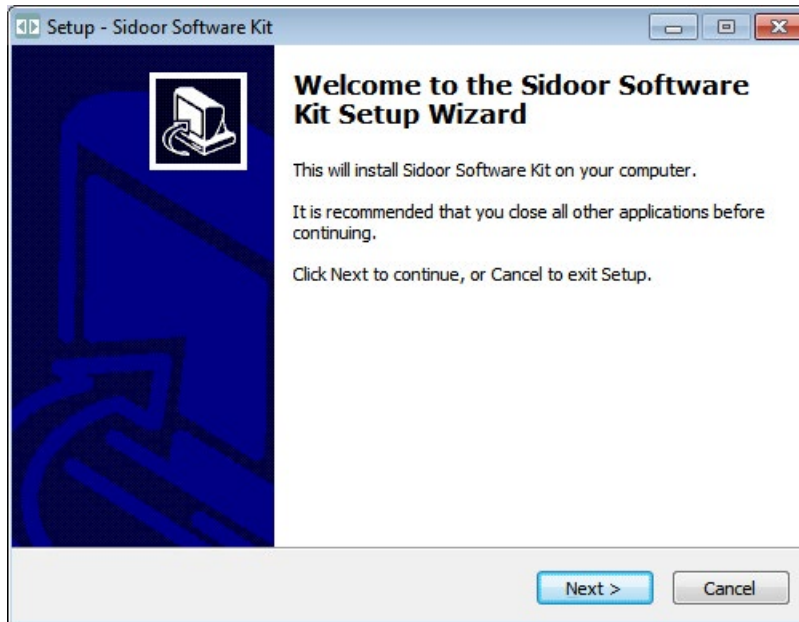 Setup - Sidoor Software Kit
Welcome to the Sidoor Software
Kit Setup Wizard
This will install Sidoor Software Kit on your computer.
It is recommended that you close all other applications before
continuing.
Click Next to continue, or Cancel to exit Setup.
Next >
Cancel